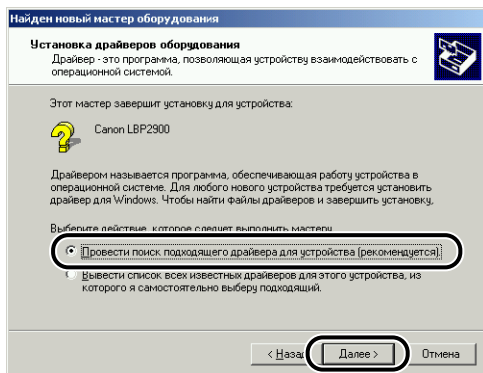 Найден новый мастер оборудования
Установка драйверов оборудования
Драйвер - это программа, позволяющая устройству взаимодействовать с
операционной системой.
Этот мастер завершит установку для устройства:
Canon LBP2900
Драйвером называется программа, обеспечивающая работу устройства в
операционной системе. Для любого нового устройства требуется установить
драйвер для Windows. Чтобы найти файлы драйверов и завершить установку,
Выберите действие, которое следует выполнить мастеру
Провести поиск подходящего драйвера для устройства (рекомендуется).
Вывести список всех известных драйверов для этого устройства, из
которого я самостоятельно выберу подходящий.
< Назад
Далее >
Отмена